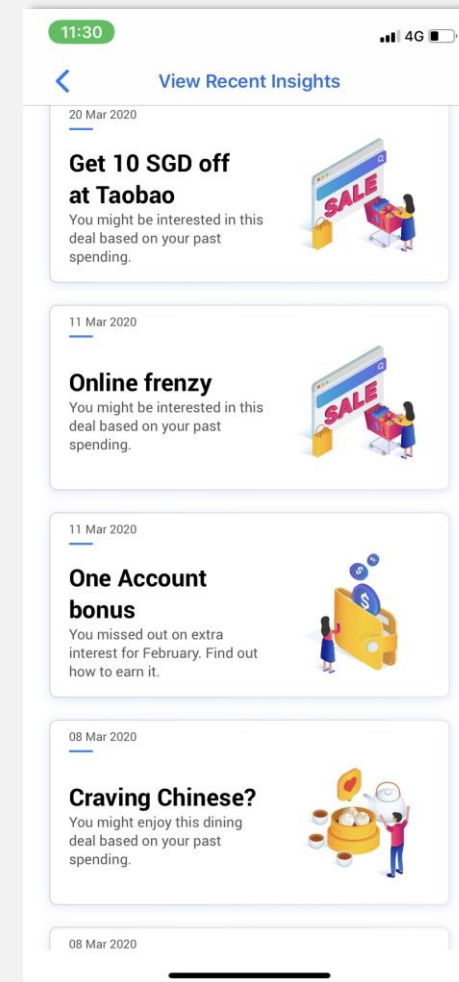 11:30
4G
View Recent Insights
20 Mar 2020
Get 10 SGD off
at Taobao
You might be interested in this
deal based on your past
spending.
SALE
11 Mar 2020
Online frenzy
You might be interested in this
deal based on your past
spending.
SALE
11 Mar 2020
One Account
bonus
You missed out on extra
interest for February. Find out
how to earn it.
08 Mar 2020
Craving Chinese?
You might enjoy this dining
deal based on your past
spending.
08 Mar 2020